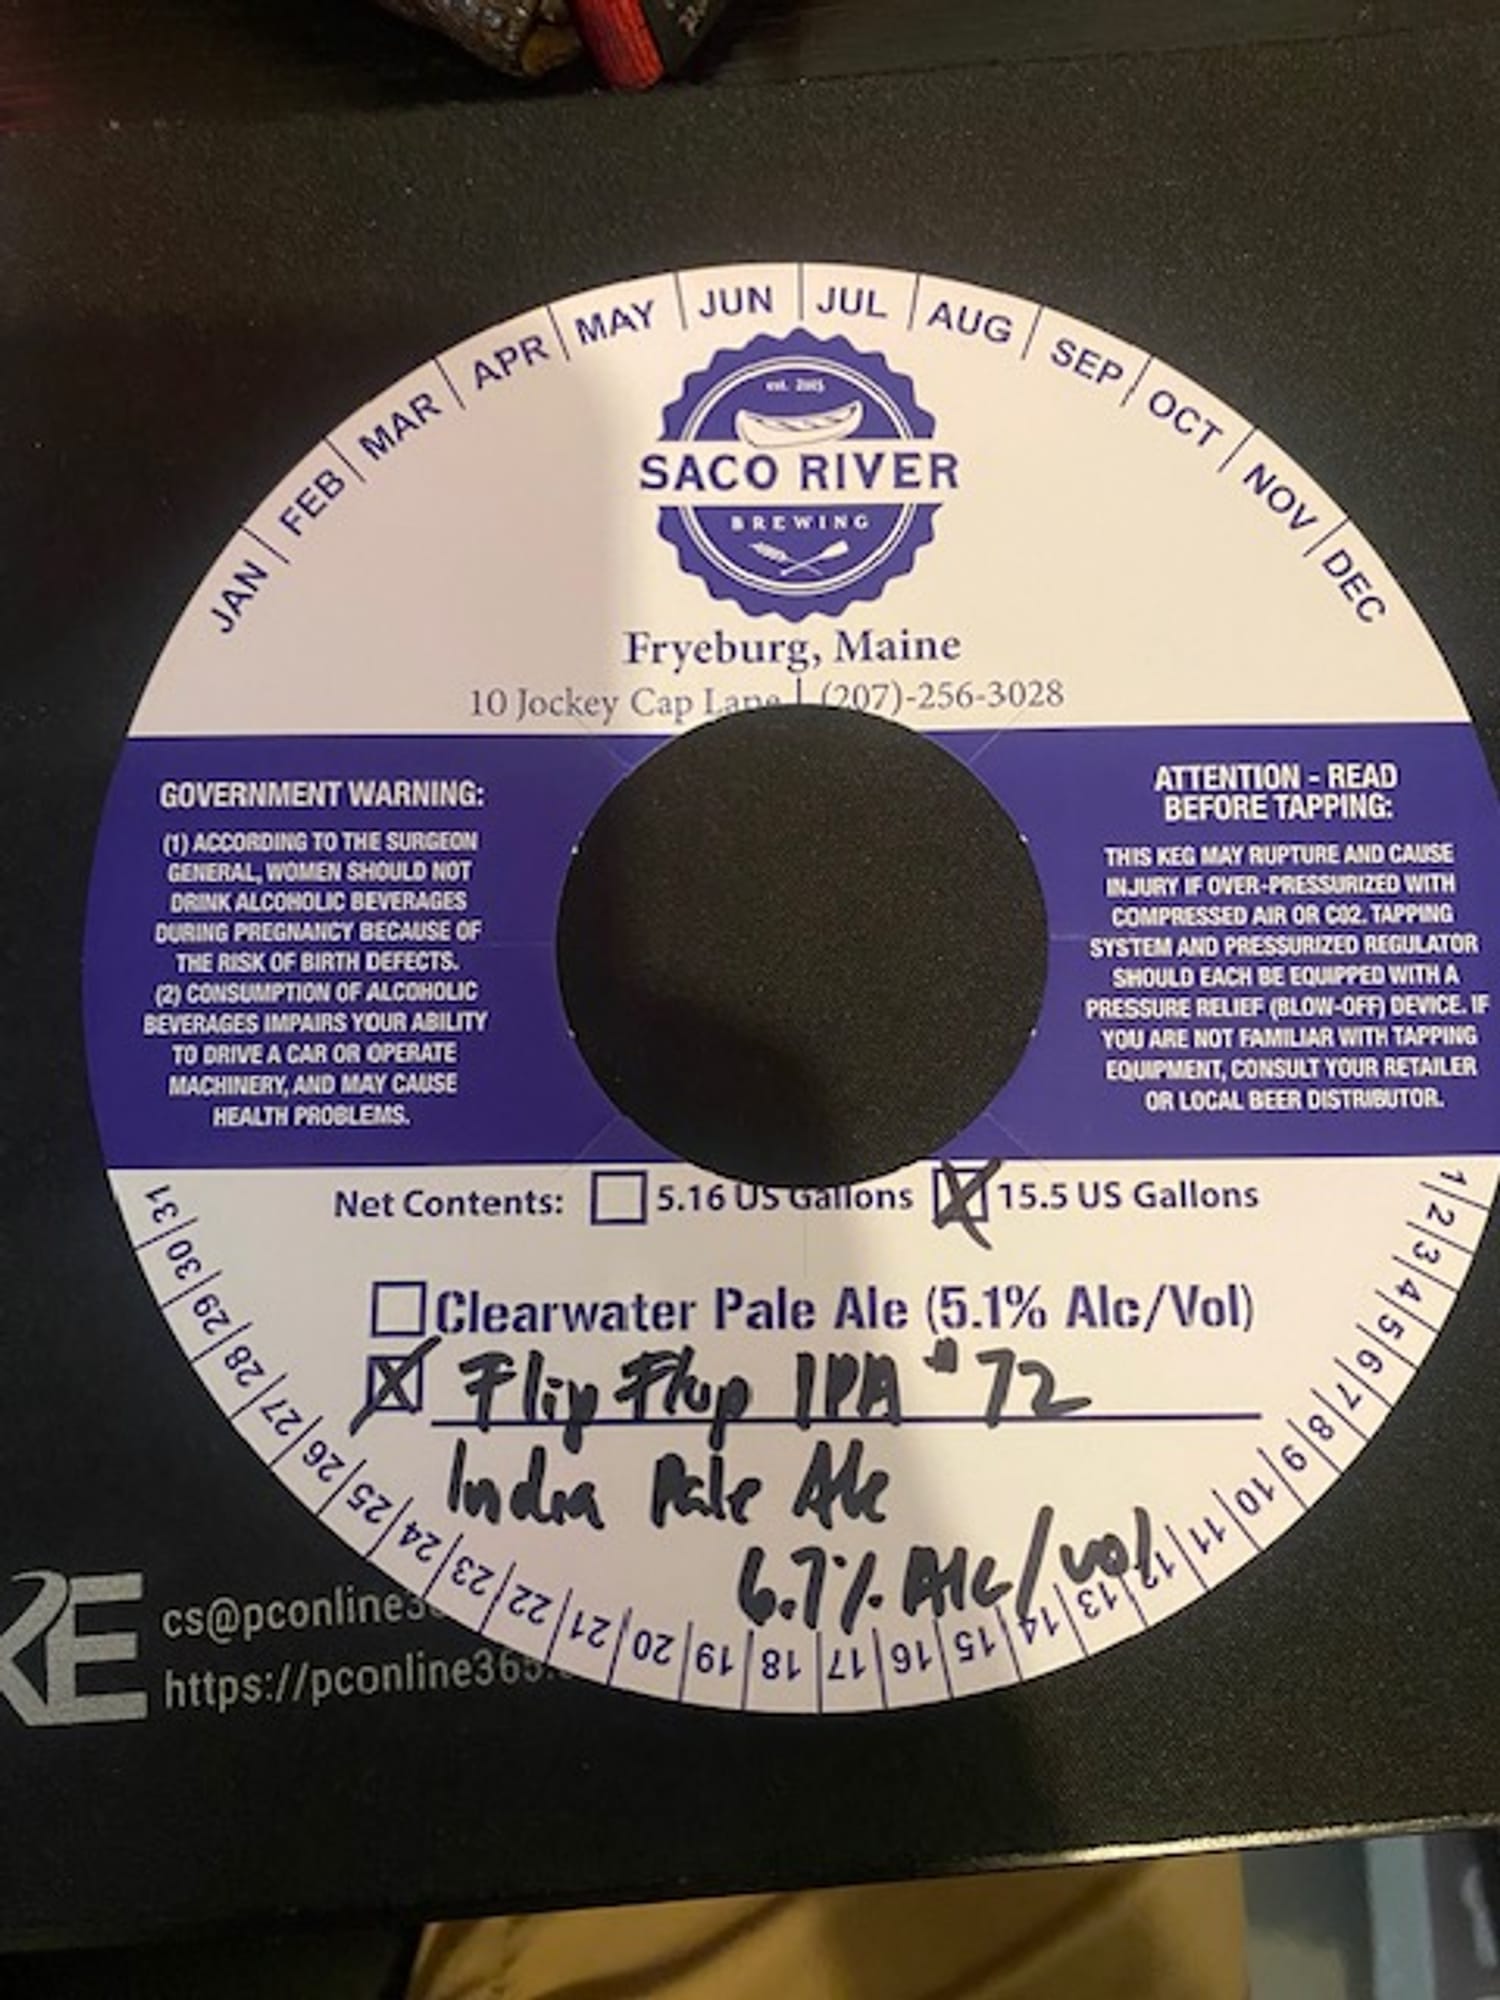 JAN FEB MAR APR MAY JUN JUL AUG SEP OCT NOV DEC
est. 2015
SACO RIVER
BREWING
Fryeburg, Maine
10 Jockey Cap Lane | (207)-256-3028
GOVERNMENT WARNING:
(1) ACCORDING TO THE SURGEON
GENERAL, WOMEN SHOULD NOT
DRINK ALCOHOLIC BEVERAGES
DURING PREGNANCY BECAUSE OF
THE RISK OF BIRTH DEFECTS.
(2) CONSUMPTION OF ALCOHOLIC
BEVERAGES IMPAIRS YOUR ABILITY
TO DRIVE A CAR OR OPERATE
MACHINERY, AND MAY CAUSE
HEALTH PROBLEMS.
ATTENTION - READ
BEFORE TAPPING:
THIS KEG MAY RUPTURE AND CAUSE
INJURY IF OVER-PRESSURIZED WITH
COMPRESSED AIR OR CO2. TAPPING
SYSTEM AND PRESSURIZED REGULATOR
SHOULD EACH BE EQUIPPED WITH A
PRESSURE RELIEF (BLOW-OFF) DEVICE. IF
YOU ARE NOT FAMILIAR WITH TAPPING
EQUIPMENT, CONSULT YOUR RETAILER
OR LOCAL BEER DISTRIBUTOR.
Net Contents: 5.16 US Gallons 15.5 US Gallons
Clearwater Pale Ale (5.1% Alc/Vol)
Flip Flop IPA #72
India Pale Ale
6.7% Alc/vol
1 2 3 4 5 6 7 8 9 10 11 12 13 14 15 16 17 18 19 20 21 22 23 24 25 26 27 28 29 30 31
cs@pconline3
https://pconline365.